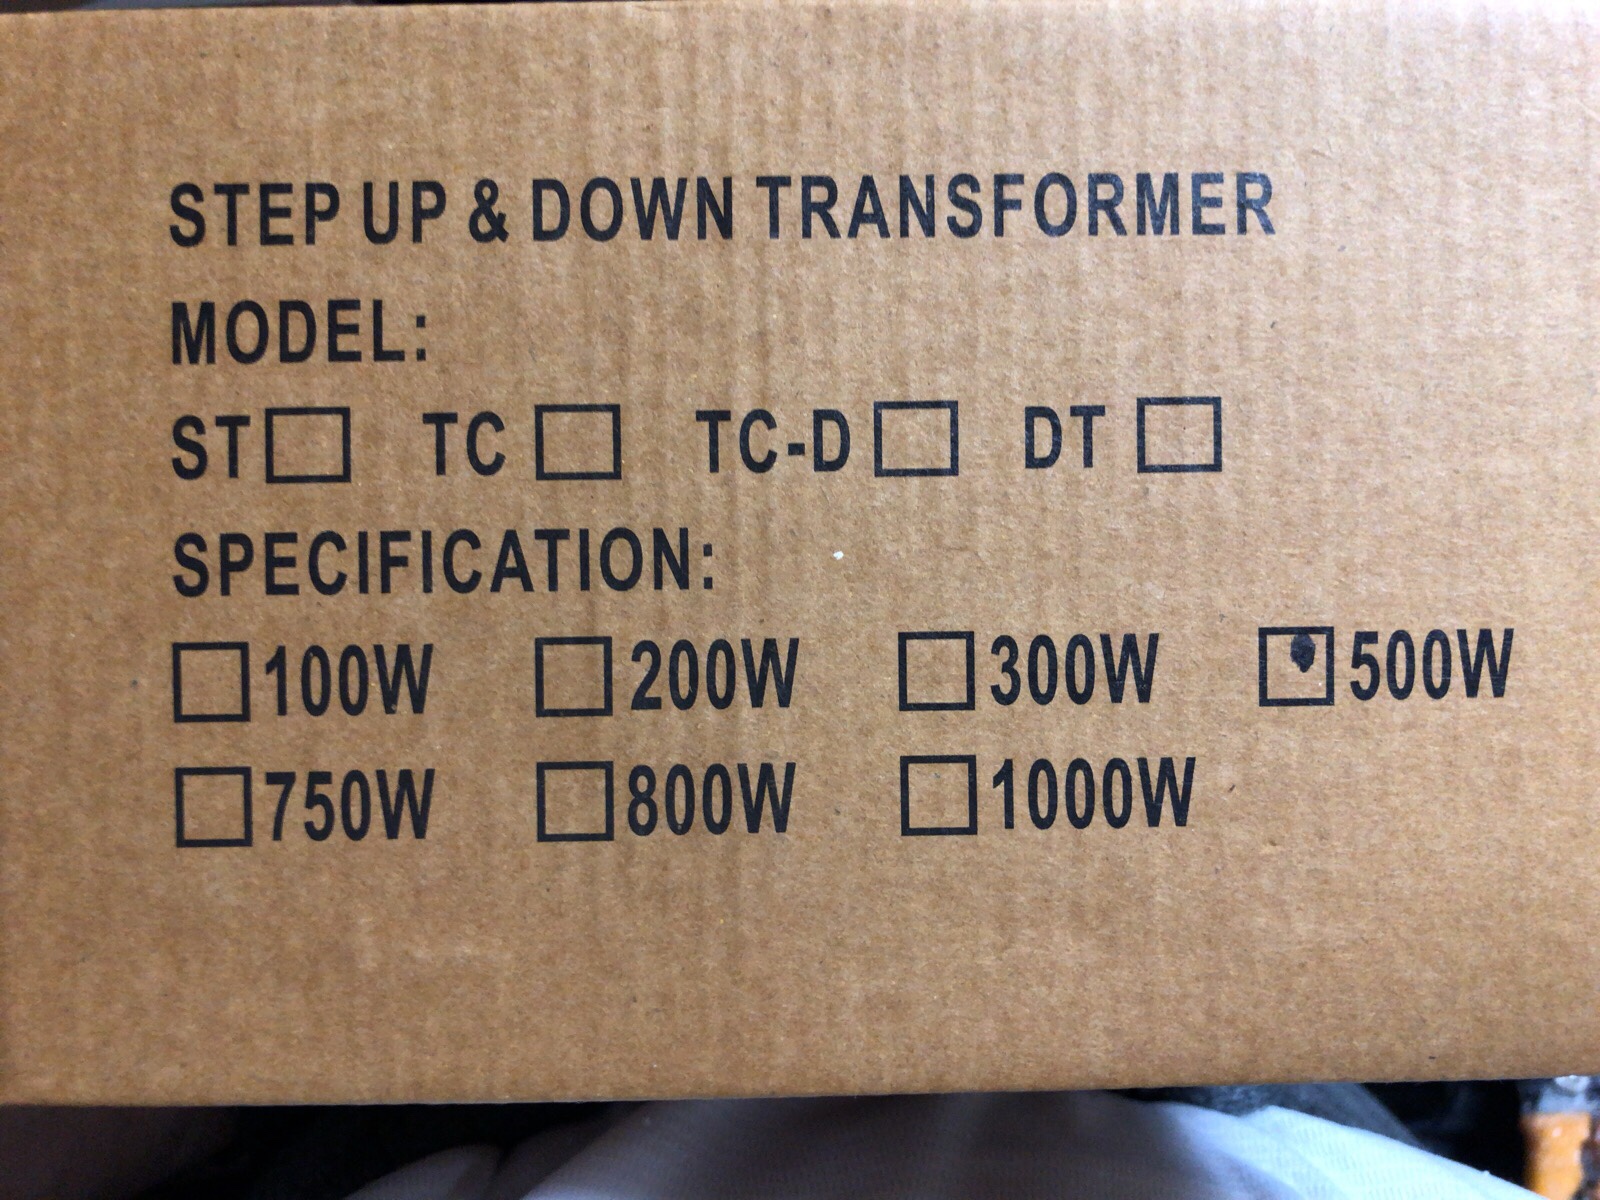 STEP UP & DOWN TRANSFORMER
MODEL:
ST TC TC-D DT
SPECIFICATION:
100W 200W 300W 500W
750W 800W 1000W